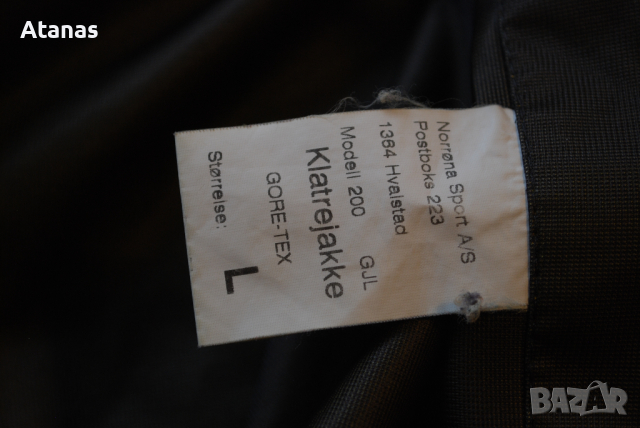 Atanas
Norrøna Sport A/S
Postboks 223
1364 Hvalstad
Modell 200 GJL
Klatrejakke
GORE-TEX
Størrelse: L
BAZAR